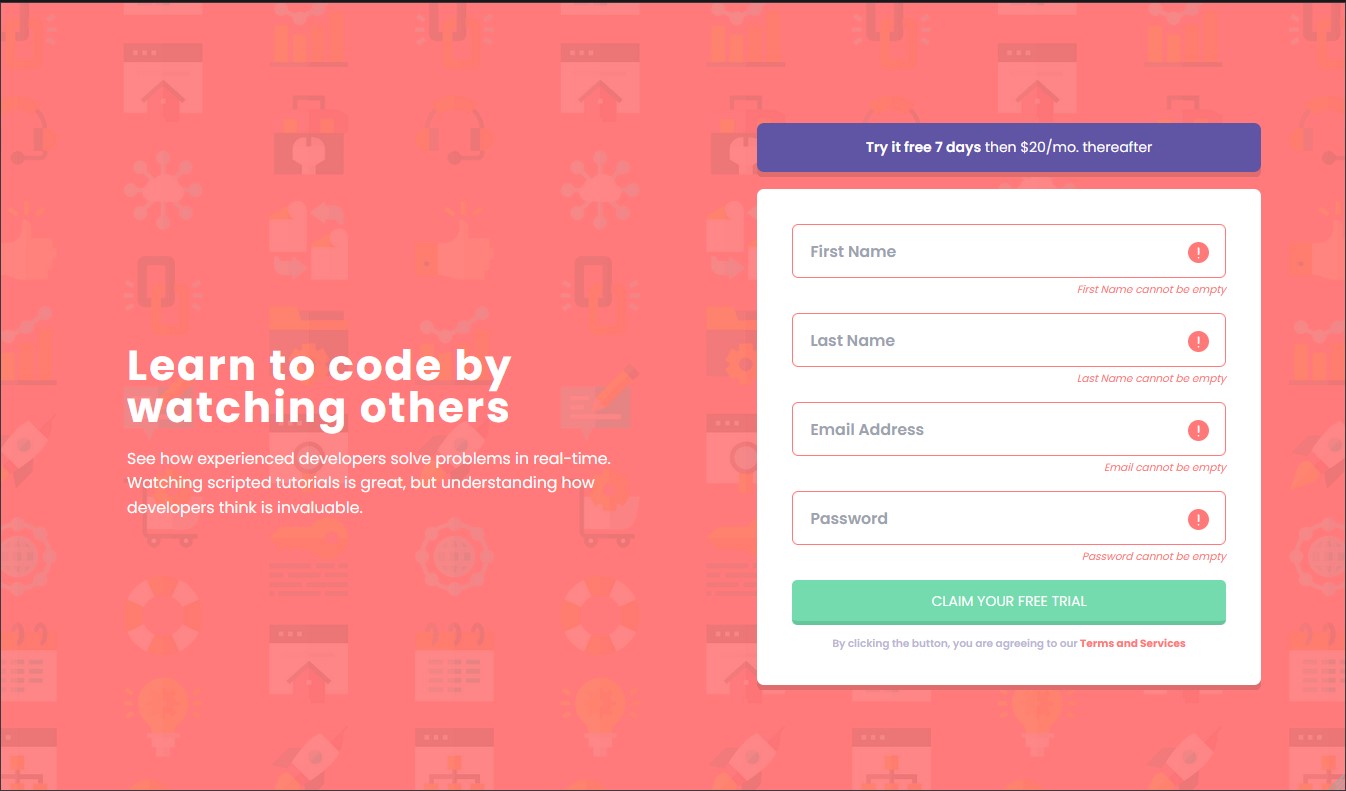 Learn to code by
watching others
See how experienced developers solve problems in real-time.
Watching scripted tutorials is great, but understanding how
developers think is invaluable.
Try it free 7 days then $20/mo. thereafter
First Name
First Name cannot be empty
Last Name
Last Name cannot be empty
Email Address
Email cannot be empty
Password
Password cannot be empty
CLAIM YOUR FREE TRIAL
By clicking the button, you are agreeing to our Terms and Services